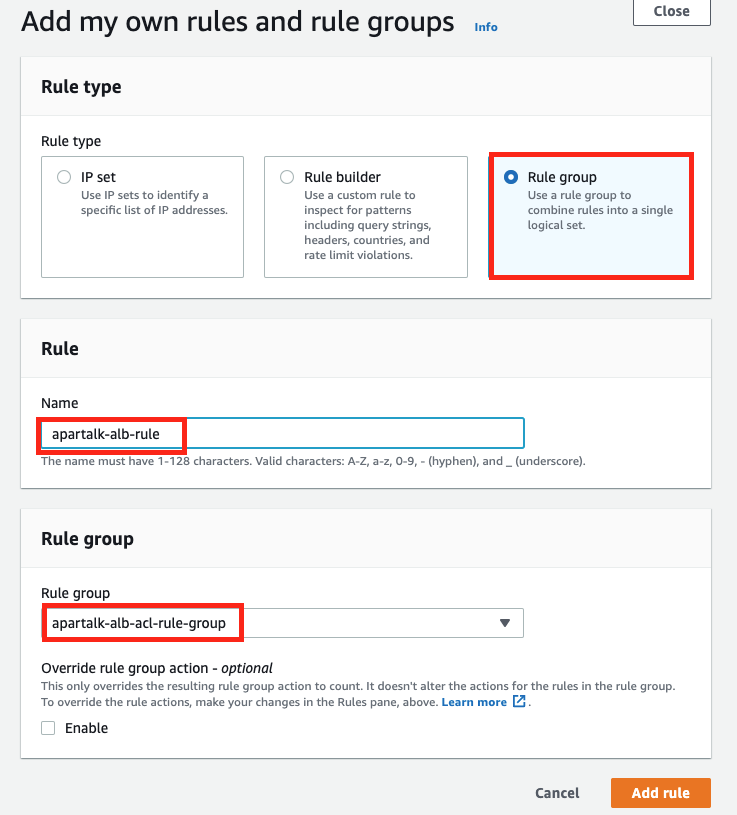 Add my own rules and rule groups Info
Close
Rule type
Rule type
IP set
Use IP sets to identify a
specific list of IP addresses.
Rule builder
Use a custom rule to
inspect for patterns
including query strings,
headers, countries, and
rate limit violations.
Rule group
Use a rule group to
combine rules into a single
logical set.
Rule
Name
apartalk-alb-rule
The name must have 1-128 characters. Valid characters: A-Z, a-z, 0-9, - (hyphen), and _ (underscore).
Rule group
Rule group
apartalk-alb-acl-rule-group
Override rule group action - optional
This only overrides the resulting rule group action to count. It doesn't alter the actions for the rules in the rule group.
To override the rule actions, make your changes in the Rules pane, above. Learn more .
Enable
Cancel
Add rule